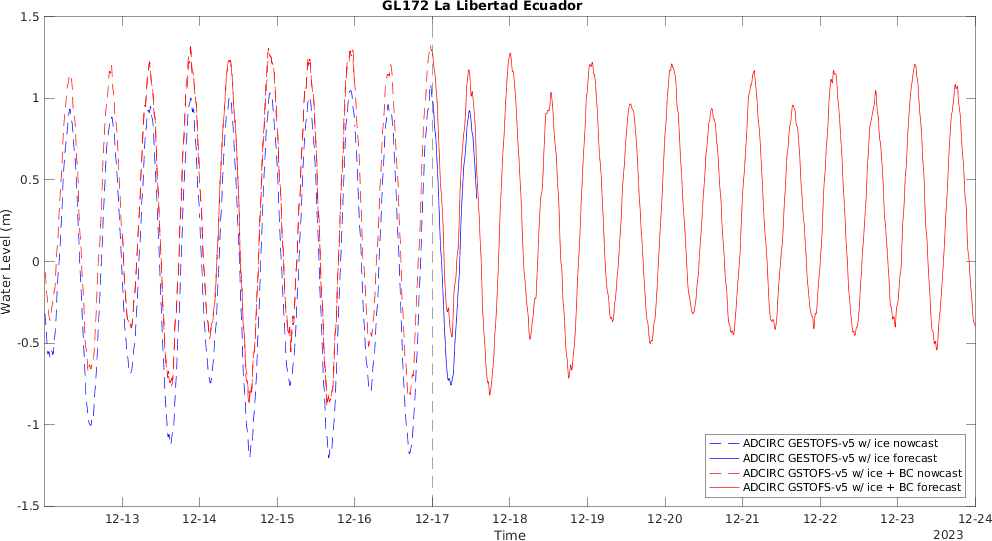 GL172 La Libertad Ecuador
1.5
1
0.5
0
-0.5
-1
-1.5
Water Level (m)
ADCIRC GESTOFS-v5 w/ ice nowcast
ADCIRC GESTOFS-v5 w/ ice forecast
ADCIRC GSTOFS-v5 w/ ice + BC nowcast
ADCIRC GSTOFS-v5 w/ ice + BC forecast
12-13 12-14 12-15 12-16 12-17 12-18 12-19 12-20 12-21 12-22 12-23 12-24
Time
2023